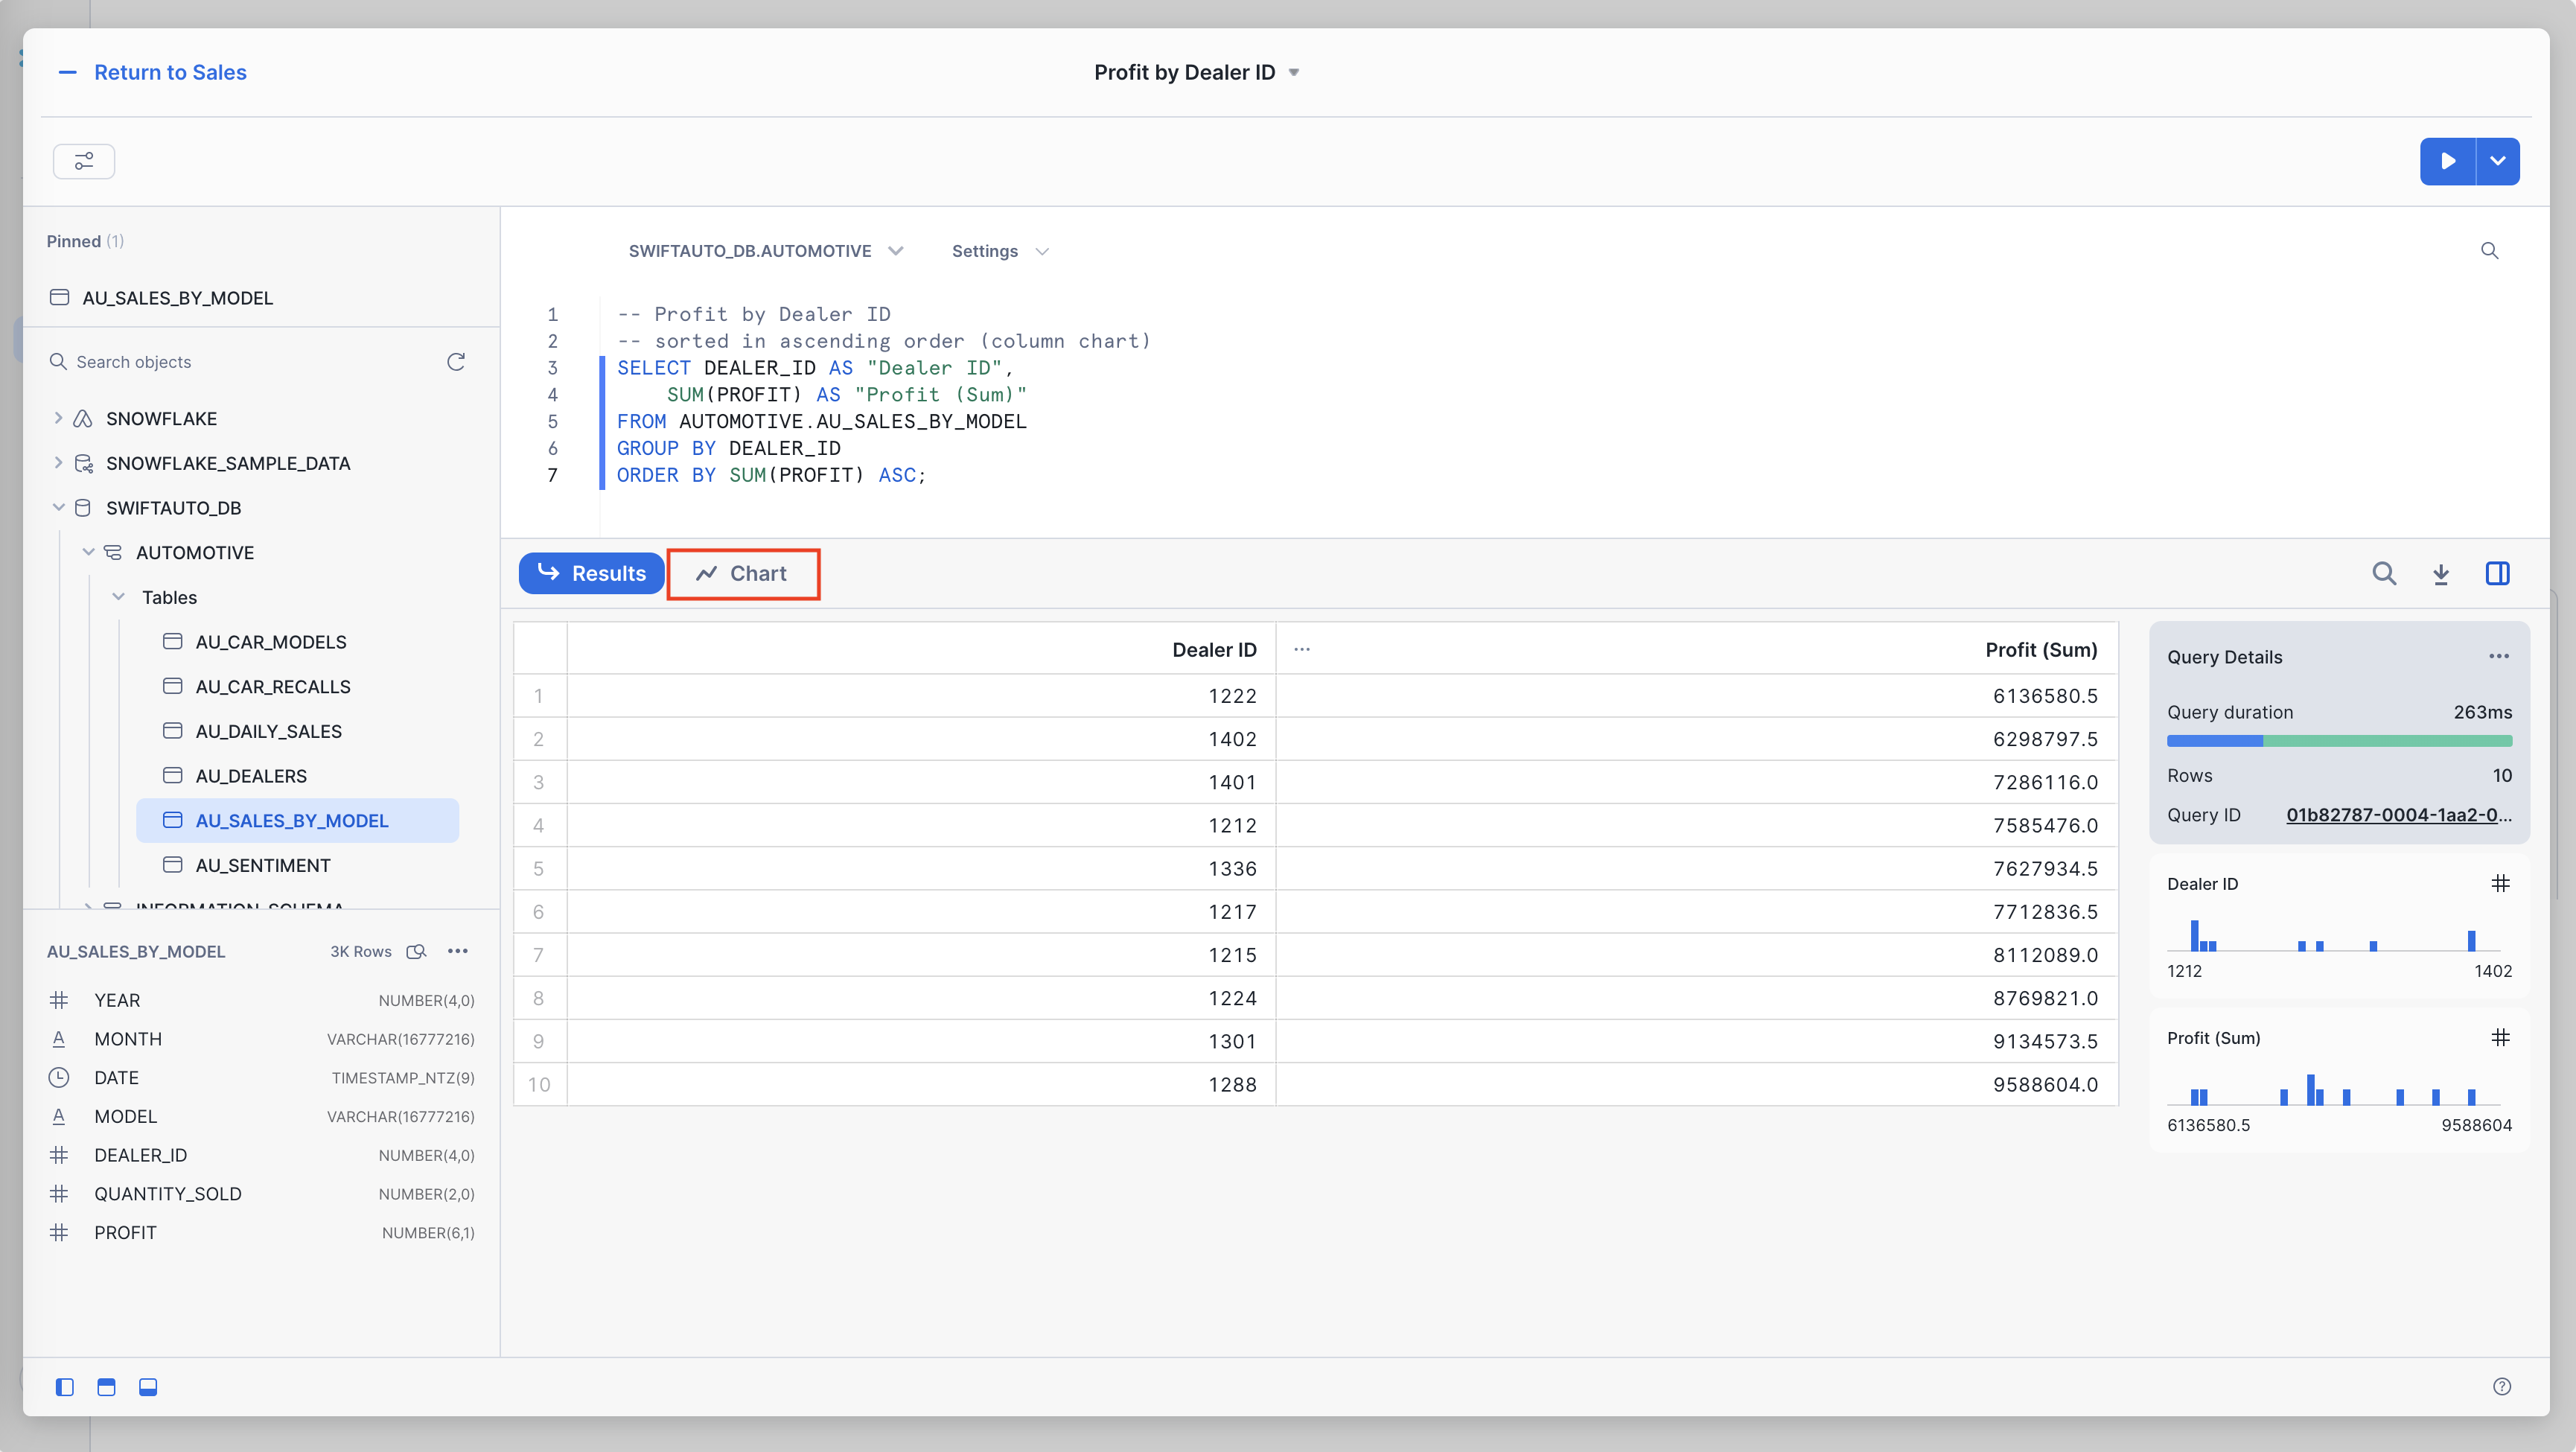 Return to Sales
Profit by Dealer ID
Pinned (1)
AU_SALES_BY_MODEL
Search objects
SNOWFLAKE
SNOWFLAKE_SAMPLE_DATA
SWIFTAUTO_DB
AUTOMOTIVE
Tables
AU_CAR_MODELS
AU_CAR_RECALLS
AU_DAILY_SALES
AU_DEALERS
AU_SALES_BY_MODEL
AU_SENTIMENT
INFORMATION_SCHEMA
AU_SALES_BY_MODEL 3K Rows
YEAR NUMBER(4,0)
MONTH VARCHAR(16777216)
DATE TIMESTAMP_NTZ(9)
MODEL VARCHAR(16777216)
DEALER_ID NUMBER(4,0)
QUANTITY_SOLD NUMBER(2,0)
PROFIT NUMBER(6,1)
SWIFTAUTO_DB.AUTOMOTIVE Settings
1 -- Profit by Dealer ID
2 -- sorted in ascending order (column chart)
3 SELECT DEALER_ID AS "Dealer ID",
4 SUM(PROFIT) AS "Profit (Sum)"
5 FROM AUTOMOTIVE.AU_SALES_BY_MODEL
6 GROUP BY DEALER_ID
7 ORDER BY SUM(PROFIT) ASC;
Results Chart
Dealer ID ... Profit (Sum)
1 1222 6136580.5
2 1402 6298797.5
3 1401 7286116.0
4 1212 7585476.0
5 1336 7627934.5
6 1217 7712836.5
7 1215 8112089.0
8 1224 8769821.0
9 1301 9134573.5
10 1288 9588604.0
Query Details
Query duration 263ms
Rows 10
Query ID 01b82787-0004-1aa2-0...
Dealer ID
1212 1402
Profit (Sum)
6136580.5 9588604